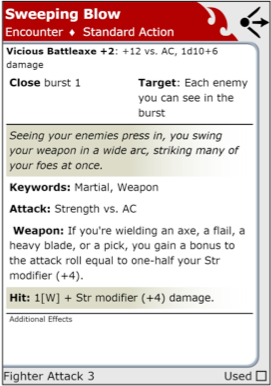 Sweeping Blow
Encounter ♦ Standard Action
Vicious Battleaxe +2: +12 vs. AC, 1d10+6
damage
Close burst 1
Target: Each enemy
you can see in the
burst
Seeing your enemies press in, you swing
your weapon in a wide arc, striking many of
your foes at once.
Keywords: Martial, Weapon
Attack: Strength vs. AC
Weapon: If you're wielding an axe, a flail, a
heavy blade, or a pick, you gain a bonus to
the attack roll equal to one-half your Str
modifier (+4).
Hit: 1[W] + Str modifier (+4) damage.
Additional Effects
Fighter Attack 3
Used